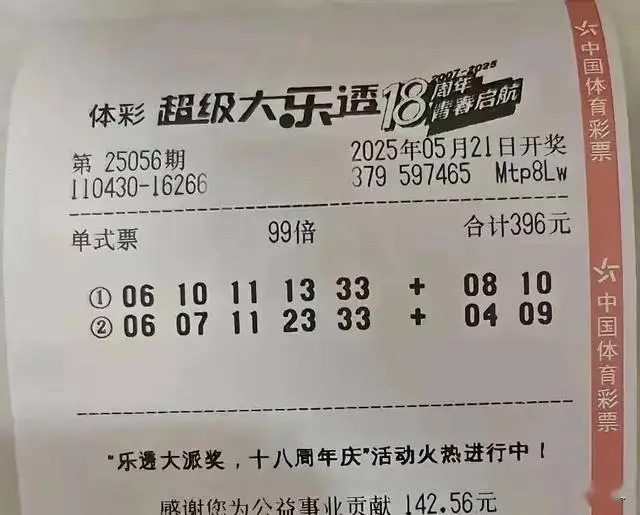 2007-2025
体彩 超级大乐透 18周年 青春启航
第 25056期 2025年05月21日开奖
110430-16266 379 597465 Mtp8Lw
单式票 99倍 合计396元
① 06 10 11 13 33 + 08 10
② 06 07 11 23 33 + 04 09
“乐透大派奖，十八周年庆”活动火热进行中！
感谢您为公益事业贡献 142.56元
中国体育彩票
中国体育彩票